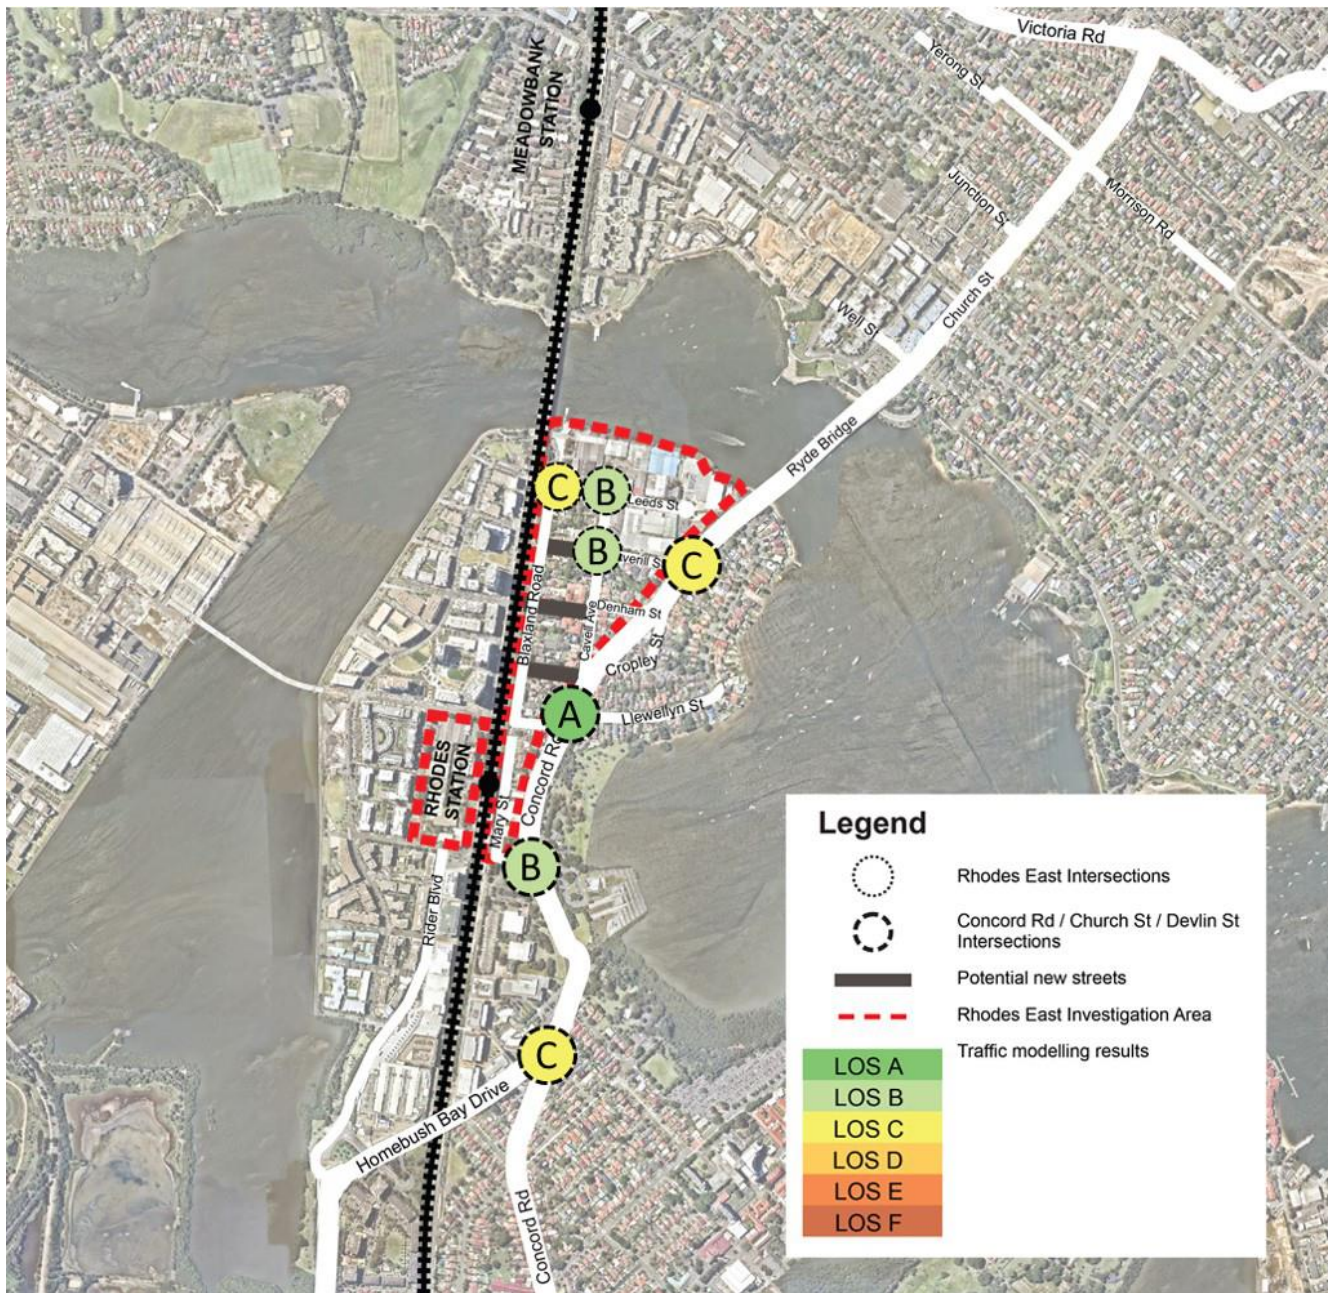 Victoria Rd
Yerong St
MEADOWBANK
STATION
Junction St
Morrison Rd
Church St
Well St
Ryde Bridge
C
B
Leeds St
B
verill St
C
Blaxland Road
Denham St
Cavell Ave
Cropley
St
A
Llewellyn St
RHODES
STATION
Concord Rd
Mary St
B
Rider Blvd
C
Homebush Bay Drive
Concord Rd
Legend
Rhodes East Intersections
Concord Rd / Church St / Devlin St
Intersections
Potential new streets
Rhodes East Investigation Area
Traffic modelling results
LOS A
LOS B
LOS C
LOS D
LOS E
LOS F